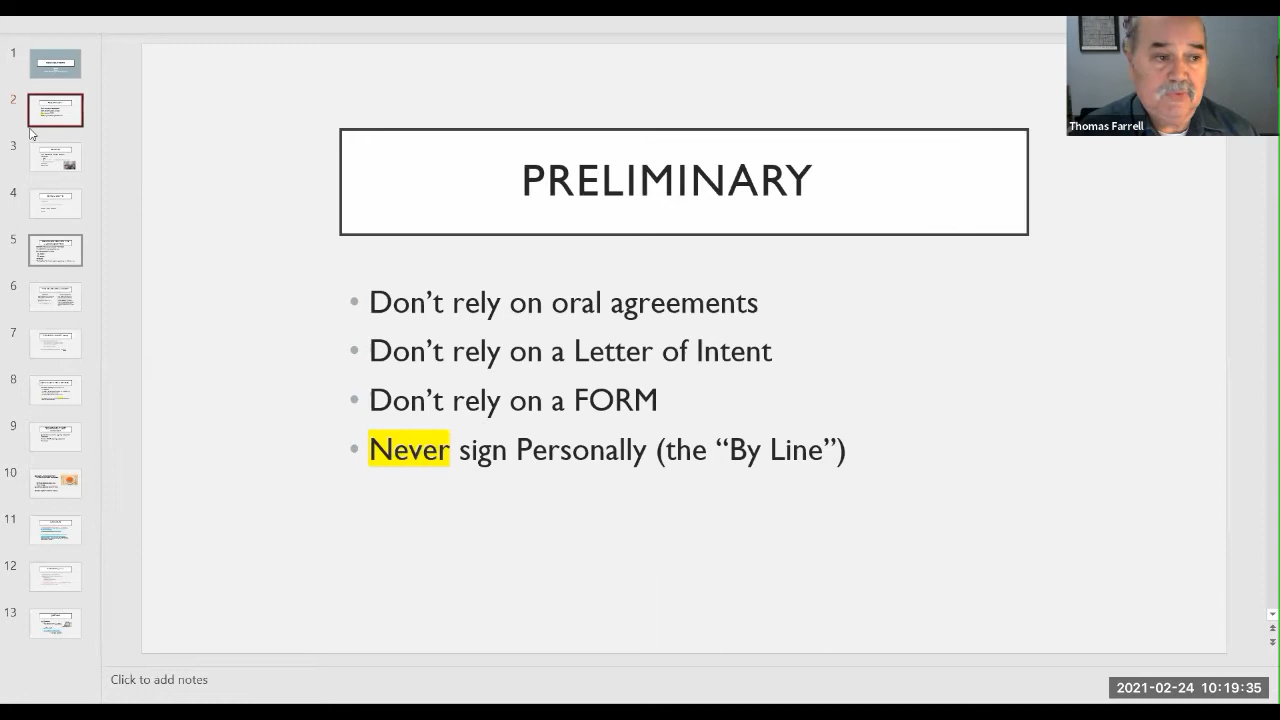 1
2
3
4
5
6
7
8
9
10
11
12
13
PRELIMINARY
• Don’t rely on oral agreements
• Don’t rely on a Letter of Intent
• Don’t rely on a FORM
• Never sign Personally (the “By Line”)
Thomas Farrell
Click to add notes
2021-02-24 10:19:35